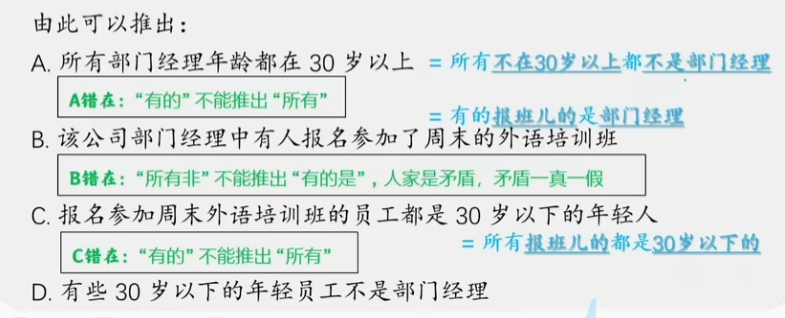 由此可以推出：
A. 所有部门经理年龄都在 30 岁以上 = 所有不在30岁以上都不是部门经理
A错在：“有的”不能推出“所有”
= 有的报班儿的是部门经理
B. 该公司部门经理中有人报名参加了周末的外语培训班
B错在：“所有非”不能推出“有的是”，人家是矛盾，矛盾一真一假
C. 报名参加周末外语培训班的员工都是 30 岁以下的年轻人
C错在：“有的”不能推出“所有”
= 所有报班儿的都是30岁以下的
D. 有些 30 岁以下的年轻员工不是部门经理